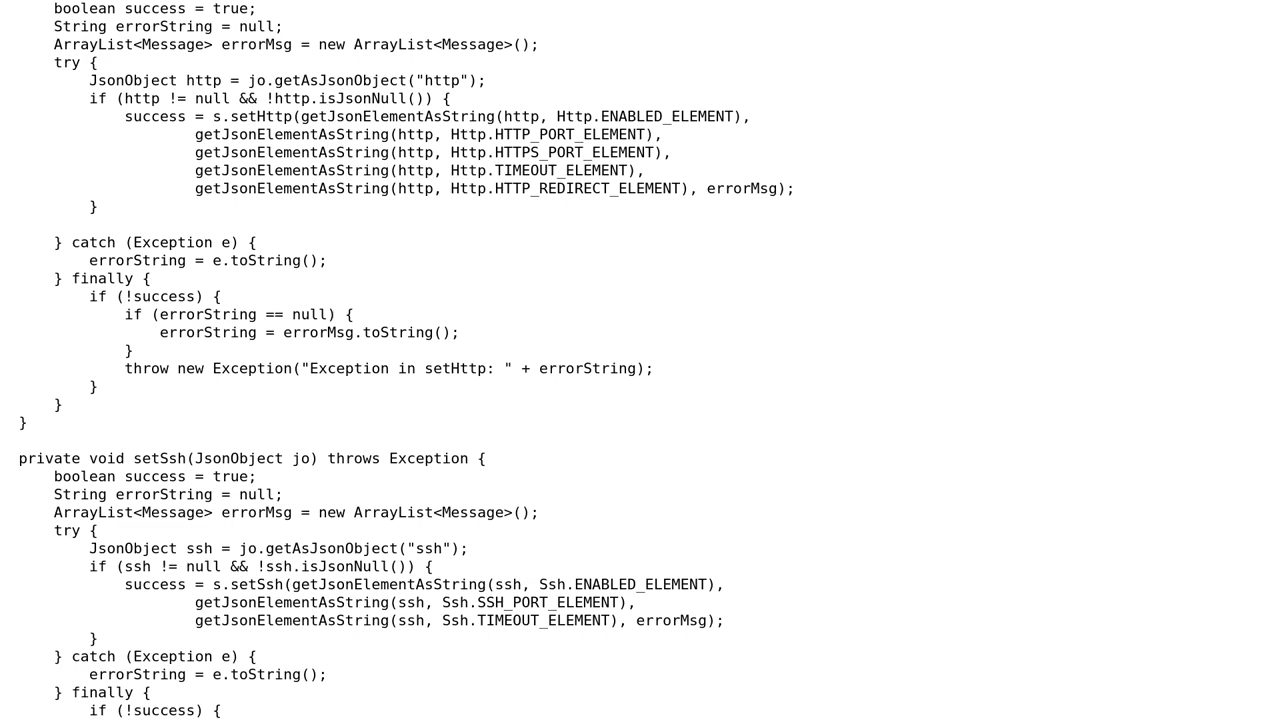 boolean success = true;
    String errorString = null;
    ArrayList<Message> errorMsg = new ArrayList<Message>();
    try {
        JsonObject http = jo.getAsJsonObject("http");
        if (http != null && !http.isJsonNull()) {
            success = s.setHttp(getJsonElementAsString(http, Http.ENABLED_ELEMENT),
                    getJsonElementAsString(http, Http.HTTP_PORT_ELEMENT),
                    getJsonElementAsString(http, Http.HTTPS_PORT_ELEMENT),
                    getJsonElementAsString(http, Http.TIMEOUT_ELEMENT),
                    getJsonElementAsString(http, Http.HTTP_REDIRECT_ELEMENT), errorMsg);
        }

    } catch (Exception e) {
        errorString = e.toString();
    } finally {
        if (!success) {
            if (errorString == null) {
                errorString = errorMsg.toString();
            }
            throw new Exception("Exception in setHttp: " + errorString);
        }
    }
}

private void setSsh(JsonObject jo) throws Exception {
    boolean success = true;
    String errorString = null;
    ArrayList<Message> errorMsg = new ArrayList<Message>();
    try {
        JsonObject ssh = jo.getAsJsonObject("ssh");
        if (ssh != null && !ssh.isJsonNull()) {
            success = s.setSsh(getJsonElementAsString(ssh, Ssh.ENABLED_ELEMENT),
                    getJsonElementAsString(ssh, Ssh.SSH_PORT_ELEMENT),
                    getJsonElementAsString(ssh, Ssh.TIMEOUT_ELEMENT), errorMsg);
        }
    } catch (Exception e) {
        errorString = e.toString();
    } finally {
        if (!success) {